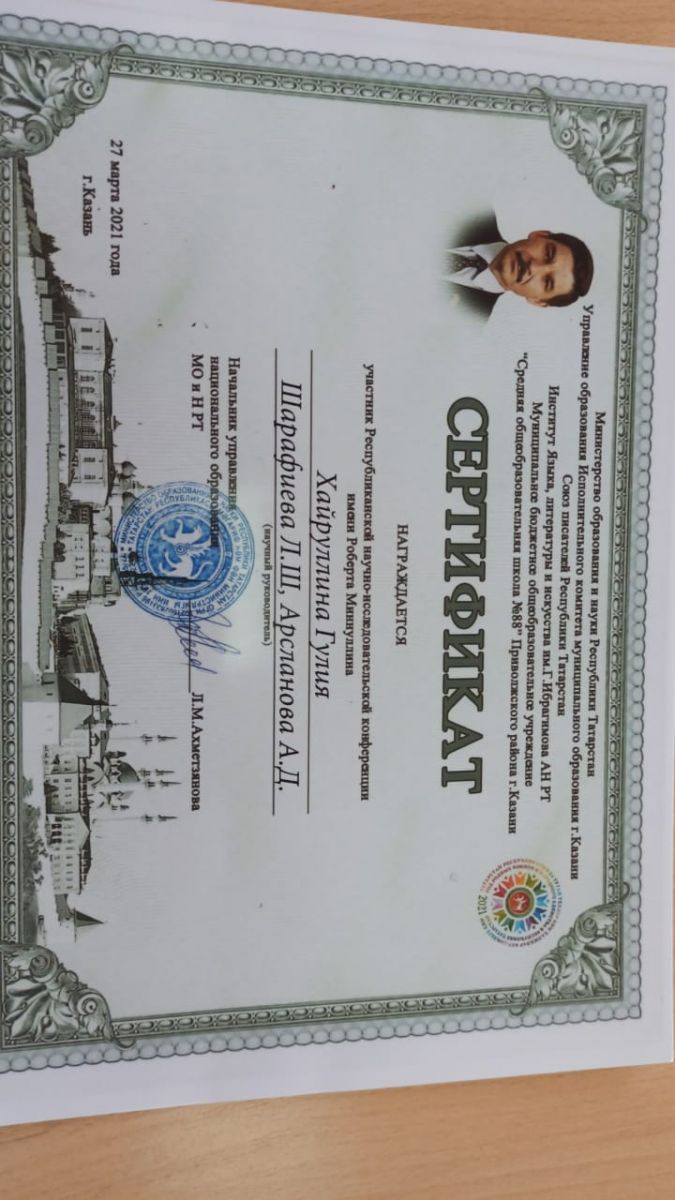 Министерство образования и науки Республики Татарстан
Управление образования Исполнительного комитета муниципального образования г.Казани
Союз писателей Республики Татарстан
Институт Языка, литературы и искусства им.Г.Ибрагимова АН РТ
Муниципальное бюджетное общеобразовательное учреждение
"Средняя общеобразовательная школа №88" Приволжского района г.Казани
СЕРТИФИКАТ
НАГРАЖДАЕТСЯ
участник Республиканской научно-исследовательской конференции
имени Роберта Миннуллина
Хайруллина Гулия
Шарафиева Л.Ш, Арсланова А.Д.
(научный руководитель)
Начальник управления
национального образования
МО и Н РТ
Л.М.Ахметзянова
27 марта 2021 года
г.Казань
2021